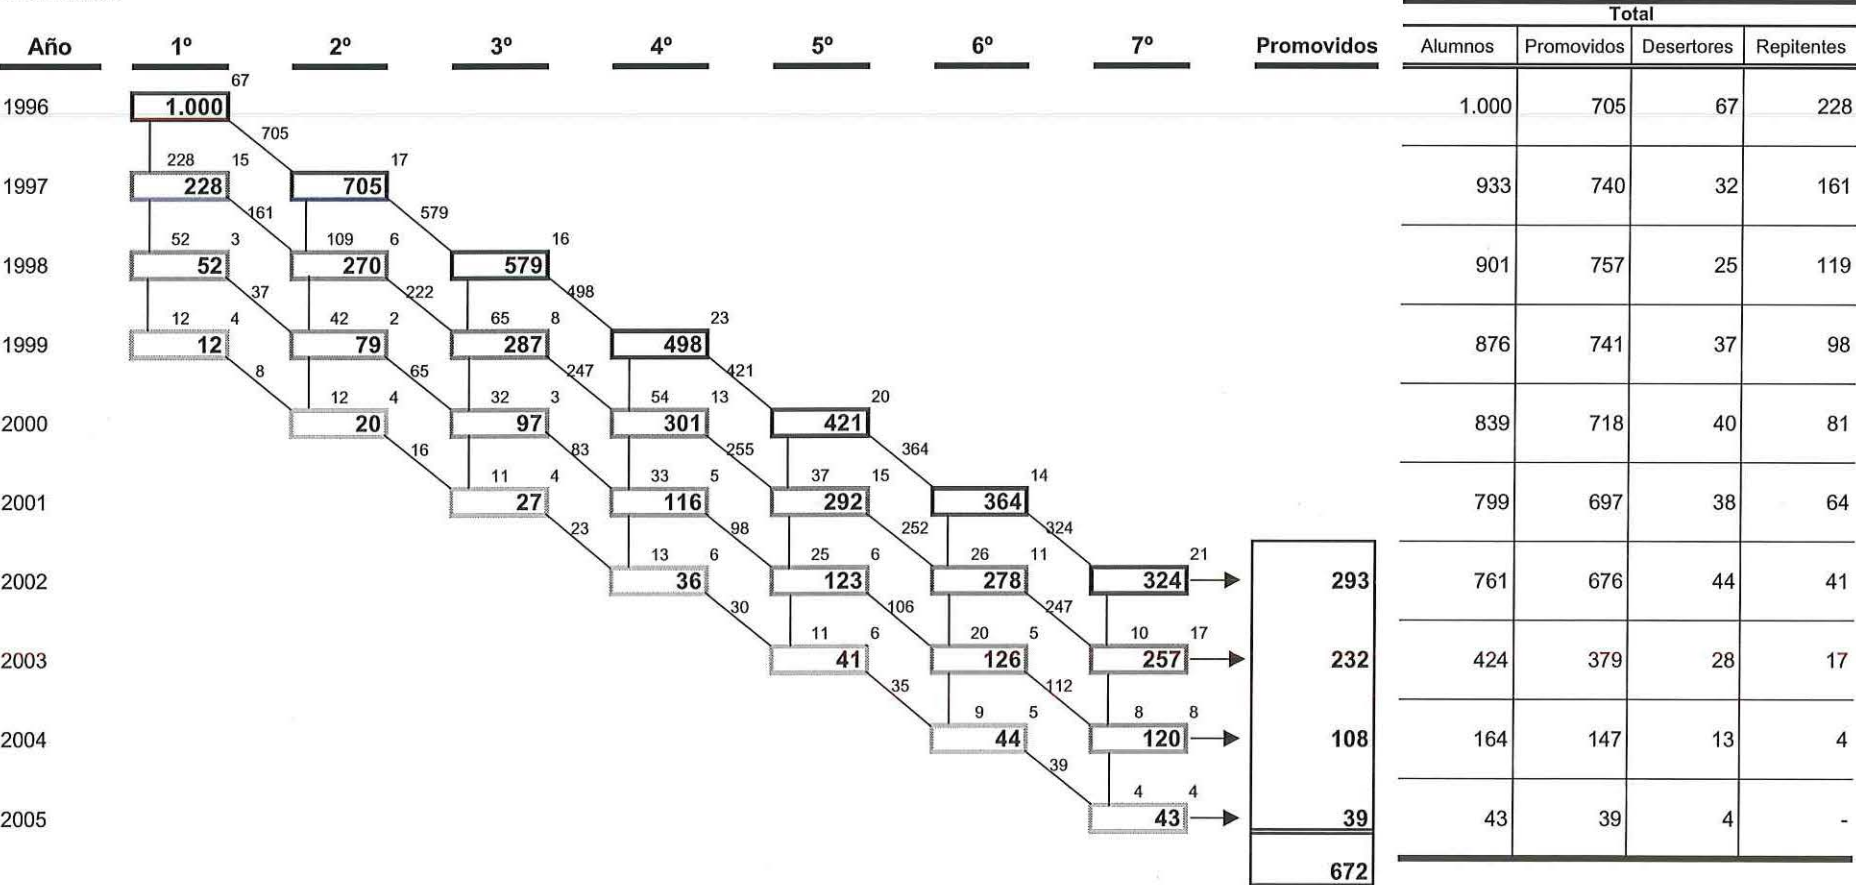 Total
Año 1º 2º 3º 4º 5º 6º 7º Promovidos Alumnos Promovidos Desertores Repitentes
67
1996 1.000 1.000 705 67 228
705
228 15 17
1997 228 705 933 740 32 161
161 579
52 3 109 6 16
1998 52 270 579 901 757 25 119
37 222 498
12 4 42 2 65 8 23
1999 12 79 287 498 876 741 37 98
8 65 247 421
12 4 32 3 54 13 20
2000 20 97 301 421 839 718 40 81
16 83 255 364
11 4 33 5 37 15 14
2001 27 116 292 364 799 697 38 64
23 98 252 324
13 6 25 6 26 11 21
2002 36 123 278 324 293 761 676 44 41
30 106 247
11 6 20 5 10 17
2003 41 126 257 232 424 379 28 17
35 112
9 5 8 8
2004 44 120 108 164 147 13 4
39
4 4
2005 43 39 43 39 4 -
672